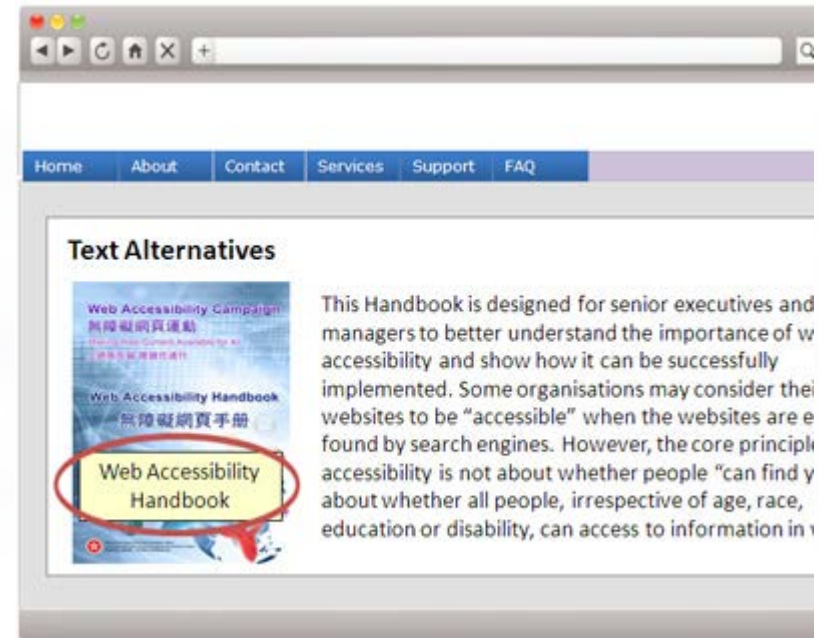 Home About Contact Services Support FAQ
Text Alternatives
Web Accessibility Campaign
無障礙網頁運動
Web Accessibility Handbook
無障礙網頁手冊
Web Accessibility
Handbook
This Handbook is designed for senior executives and
managers to better understand the importance of w
accessibility and show how it can be successfully
implemented. Some organisations may consider thei
websites to be “accessible” when the websites are e
found by search engines. However, the core principle
accessibility is not about whether people “can find y
about whether all people, irrespective of age, race,
education or disability, can access to information in